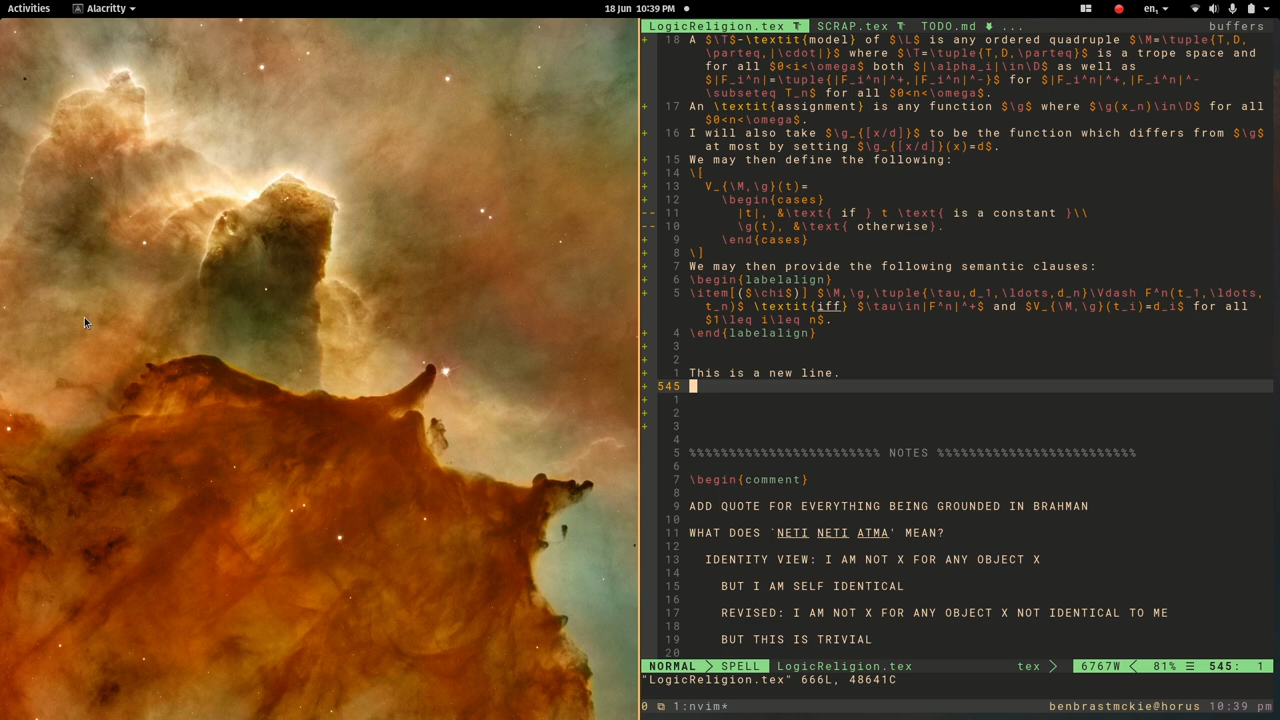 Activities Alacritty 18 Jun 10:39 PM en₁
LogicReligion.tex SCRAP.tex TODO.md ... buffers
+ 18 A $\T$-\textit{model} of $\L$ is any ordered quadruple $\M=\tuple{T,D,
\parteq,|\cdot|}$ where $\T=\tuple{T,D,\parteq}$ is a trope space and
for all $0<i<\omega$ both $|\alpha_i|\in\D$ as well as
$|F_i^n|=\tuple{|F_i^n|^+,|F_i^n|^-}$ for $|F_i^n|^+,|F_i^n|^-
\subseteq T_n$ for all $0<n<\omega$.
+ 17 An \textit{assignment} is any function $\g$ where $\g(x_n)\in\D$ for all
$0<n<\omega$.
+ 16 I will also take $\g_{[x/d]}$ to be the function which differs from $\g$
at most by setting $\g_{[x/d]}(x)=d$.
+ 15 We may then define the following:
+ 14 \[
+ 13 V_{\M,\g}(t)=
+ 12 \begin{cases}
-- 11 |t|, &\text{ if } t \text{ is a constant }\\
-- 10 \g(t), &\text{ otherwise}.
+ 9 \end{cases}
+ 8 \]
+ 7 We may then provide the following semantic clauses:
+ 6 \begin{labelalign}
+ 5 \item[($\chi$)] $\M,\g,\tuple{\tau,d_1,\ldots,d_n}\Vdash F^n(t_1,\ldots,
t_n)$ \textit{iff} $\tau\in|F^n|^+$ and $V_{\M,\g}(t_i)=d_i$ for all
$1\leq i\leq n$.
+ 4 \end{labelalign}
+ 3
+ 2
+ 1 This is a new line.
+ 545
+ 1
+ 2
+ 3
4
5 %%%%%%%%%%%%%%%%%%%%%%%% NOTES %%%%%%%%%%%%%%%%%%%%%%%%%
6
7 \begin{comment}
8
9 ADD QUOTE FOR EVERYTHING BEING GROUNDED IN BRAHMAN
10
11 WHAT DOES `NETI NETI ATMA' MEAN?
12
13 IDENTITY VIEW: I AM NOT X FOR ANY OBJECT X
14
15 BUT I AM SELF IDENTICAL
16
17 REVISED: I AM NOT X FOR ANY OBJECT X NOT IDENTICAL TO ME
18
19 BUT THIS IS TRIVIAL
20
NORMAL SPELL LogicReligion.tex tex 6767W 81% ☰ 545: 1
"LogicReligion.tex" 666L, 48641C
0 1:nvim* benbrastmckie@horus 10:39 pm